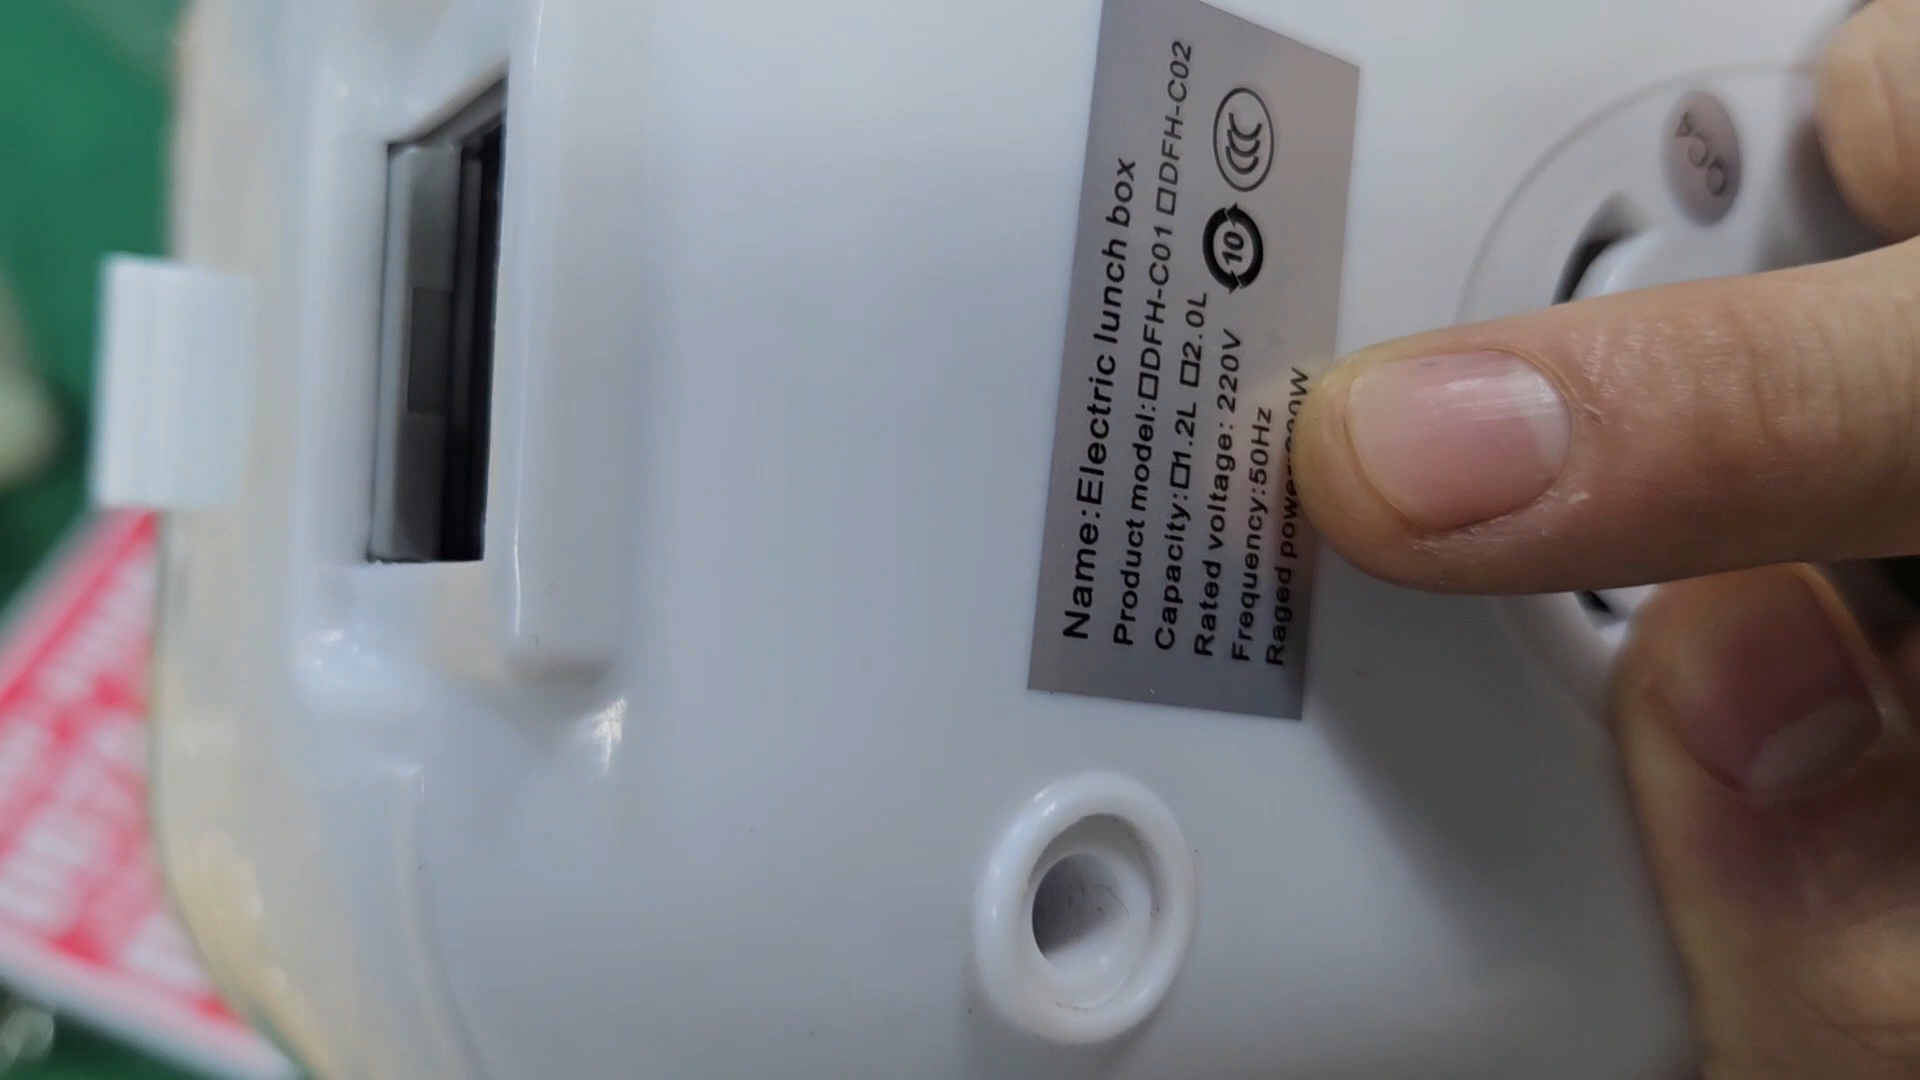 Name:Electric lunch box
Product model:□DFH-C01 □DFH-C02
Capacity:□1.2L □2.0L
Rated voltage: 220V
Frequency:50Hz
Raged power:
10
CCC